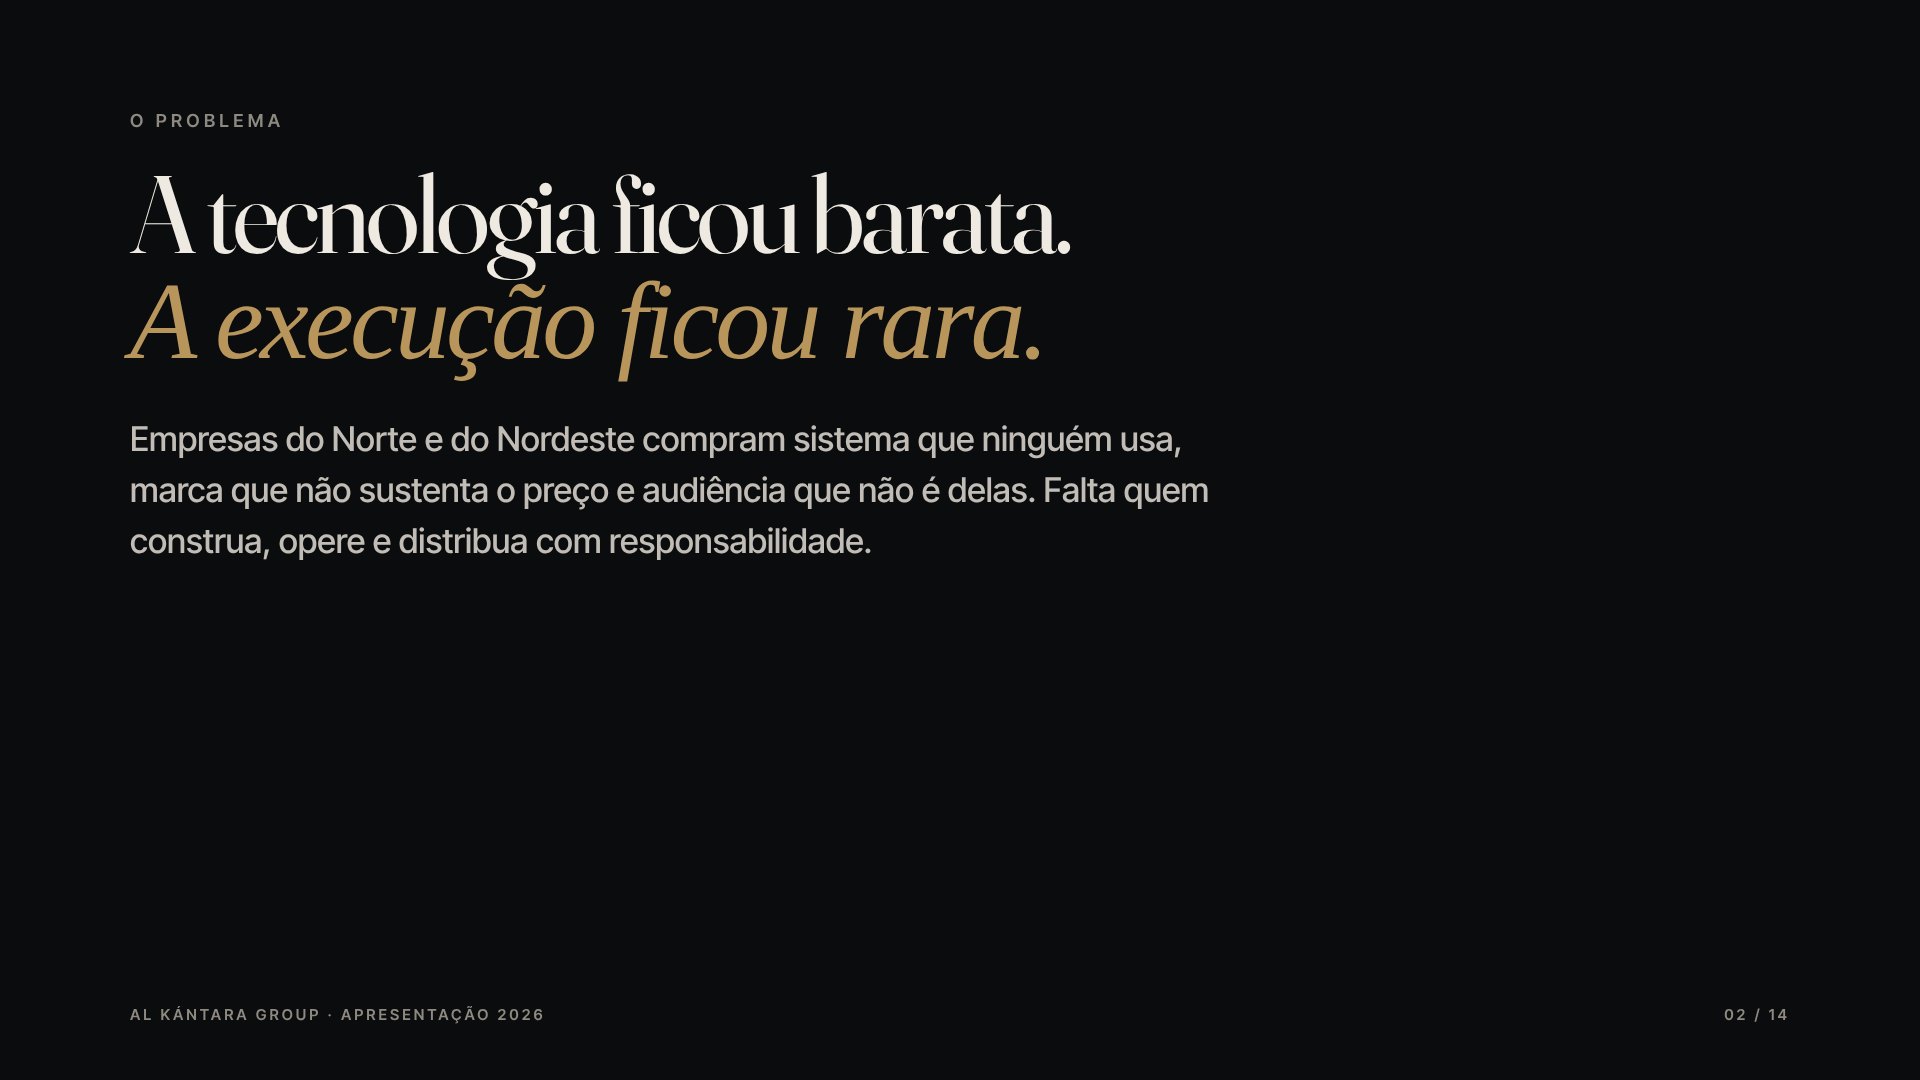 O PROBLEMA
A tecnologia ficou barata.
A execução ficou rara.
Empresas do Norte e do Nordeste compram sistema que ninguém usa,
marca que não sustenta o preço e audiência que não é delas. Falta quem
construa, opere e distribua com responsabilidade.
AL KÁNTARA GROUP · APRESENTAÇÃO 2026
02 / 14